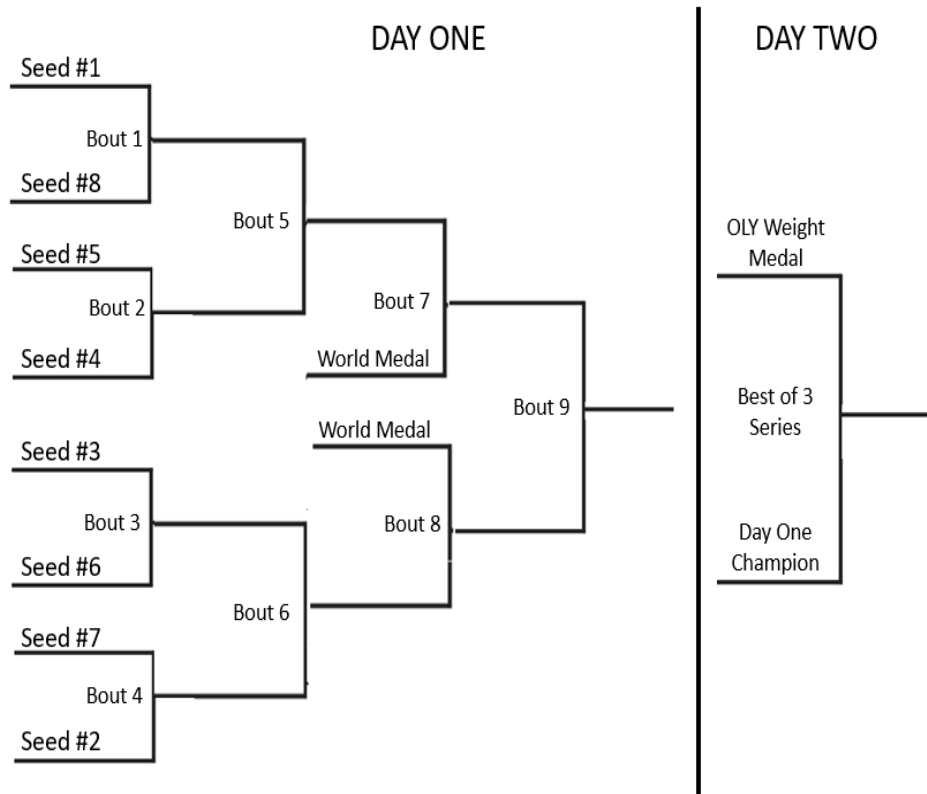 DAY ONE
DAY TWO
Seed #1
Bout 1
Seed #8
Bout 5
Seed #5
Bout 2
Seed #4
Bout 7
World Medal
Bout 9
World Medal
Seed #3
Bout 3
Seed #6
Bout 8
Bout 6
Seed #7
Bout 4
Seed #2
OLY Weight
Medal
Best of 3
Series
Day One
Champion